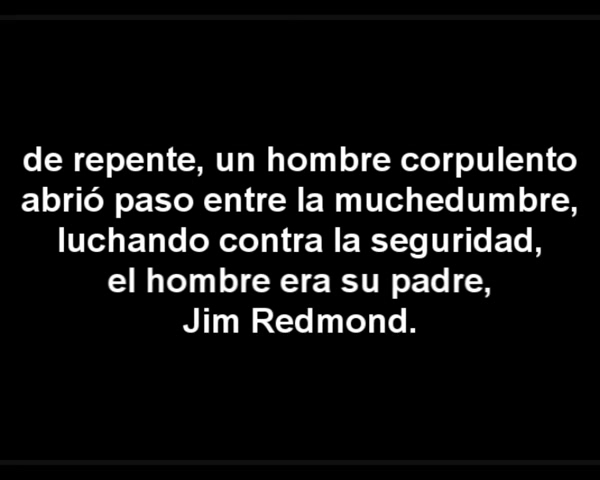 de repente, un hombre corpulento
abrió paso entre la muchedumbre,
luchando contra la seguridad,
el hombre era su padre,
Jim Redmond.